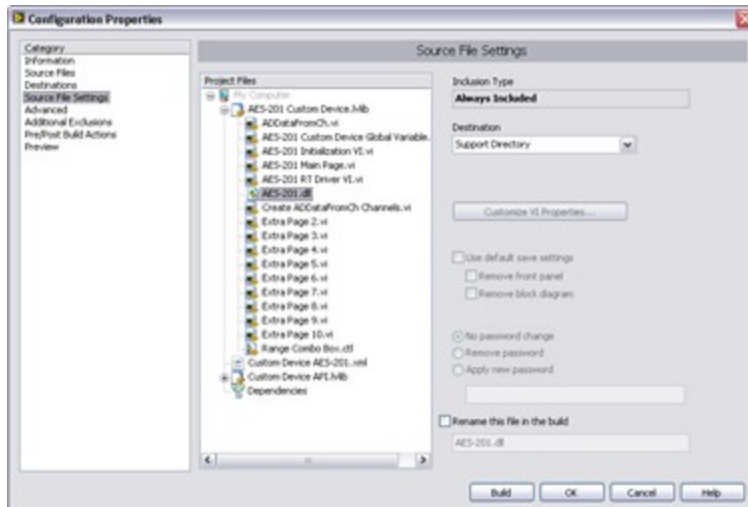 Configuration Properties
Category
Information
Source Files
Destinations
Source File Settings
Advanced
Additional Exclusions
Pre/Post Build Actions
Preview
Source File Settings
Project Files
My Computer
AES-201 Custom Device.lvlib
ADDataFromCh.vi
AES-201 Custom Device Global Variable.
AES-201 Initialization VI.vi
AES-201 Main Page.vi
AES-201 RT Driver VI.vi
AES-201.dll
Create ADDataFromCh Channels.vi
Extra Page 2.vi
Extra Page 3.vi
Extra Page 4.vi
Extra Page 5.vi
Extra Page 6.vi
Extra Page 7.vi
Extra Page 8.vi
Extra Page 9.vi
Extra Page 10.vi
Range Combo Box.ctl
Custom Device AES-201.xml
Custom Device API.lvlib
Dependencies
Inclusion Type
Always Included
Destination
Support Directory
Customize VI Properties...
Use default save settings
Remove front panel
Remove block diagram
No password change
Remove password
Apply new password
Rename this file in the build
AES-201.dll
Build
OK
Cancel
Help